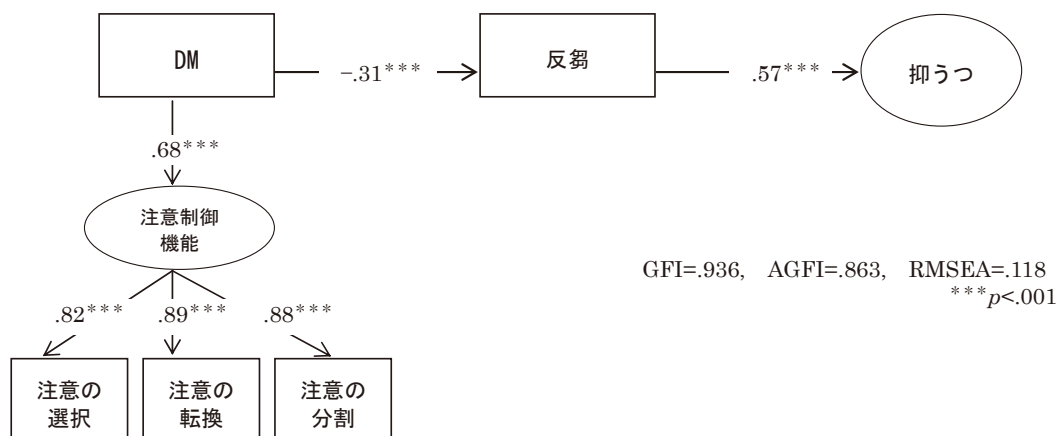 DM
−.31***
反芻
.57***
抑うつ
.68***
注意制御
機能
GFI=.936, AGFI=.863, RMSEA=.118
***p<.001
.82***
.89***
.88***
注意の
選択
注意の
転換
注意の
分割